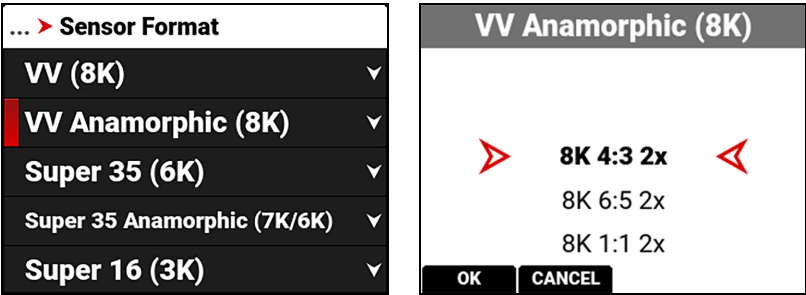 ... Sensor Format
VV (8K)
VV Anamorphic (8K)
Super 35 (6K)
Super 35 Anamorphic (7K/6K)
Super 16 (3K)
VV Anamorphic (8K)
8K 4:3 2x
8K 6:5 2x
8K 1:1 2x
OK CANCEL